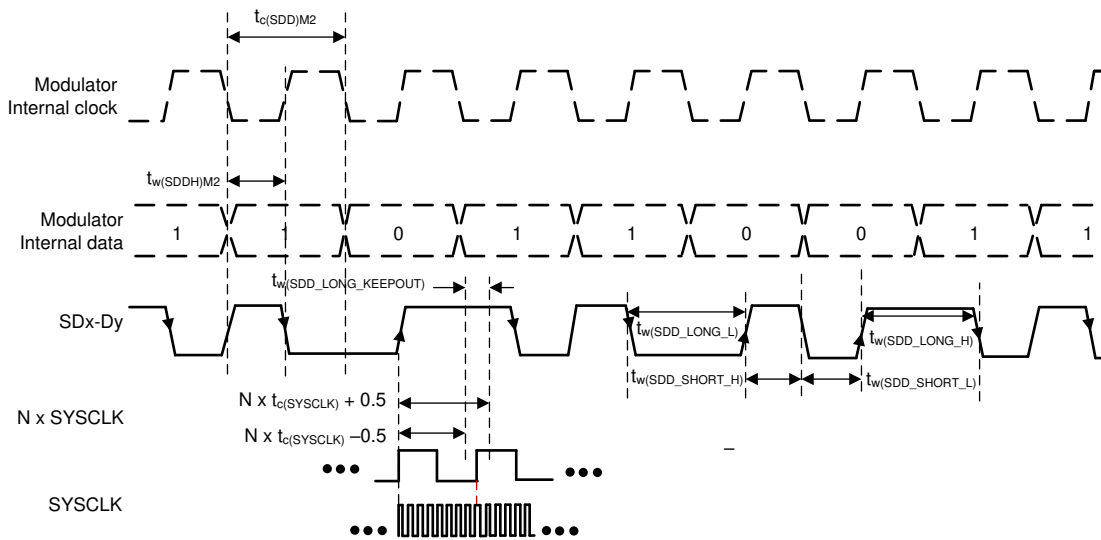 tc(SDD)M2
Modulator
Internal clock
tw(SDDH)M2
Modulator
Internal data
1 1 0 1 1 0 0 1 1
tw(SDD_LONG_KEEPOUT)
SDx-Dy
tw(SDD_LONG_L)
tw(SDD_LONG_H)
tw(SDD_SHORT_H)
tw(SDD_SHORT_L)
N x tc(SYSCLK) + 0.5
N x SYSCLK
N x tc(SYSCLK) –0.5
–
SYSCLK